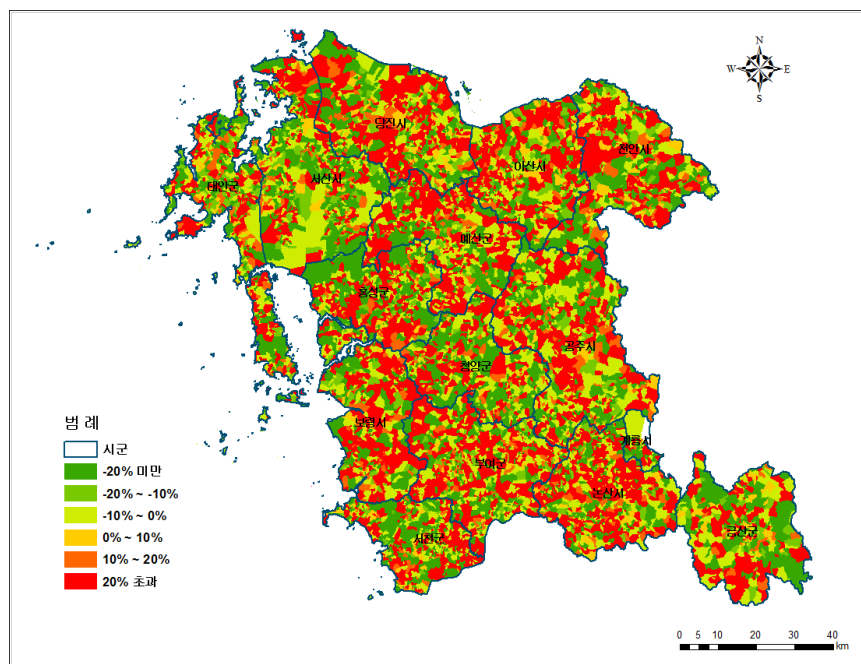 N
W E
S
당진시
아산시
천안시
서산시
태안군
예산군
홍성군
공주시
청양군
보령시
계룡시
부여군
논산시
서천군
금산군
범 례
시군
-20% 미만
-20% ~ -10%
-10% ~ 0%
0% ~ 10%
10% ~ 20%
20% 초과
0 5 10 20 30 40
km